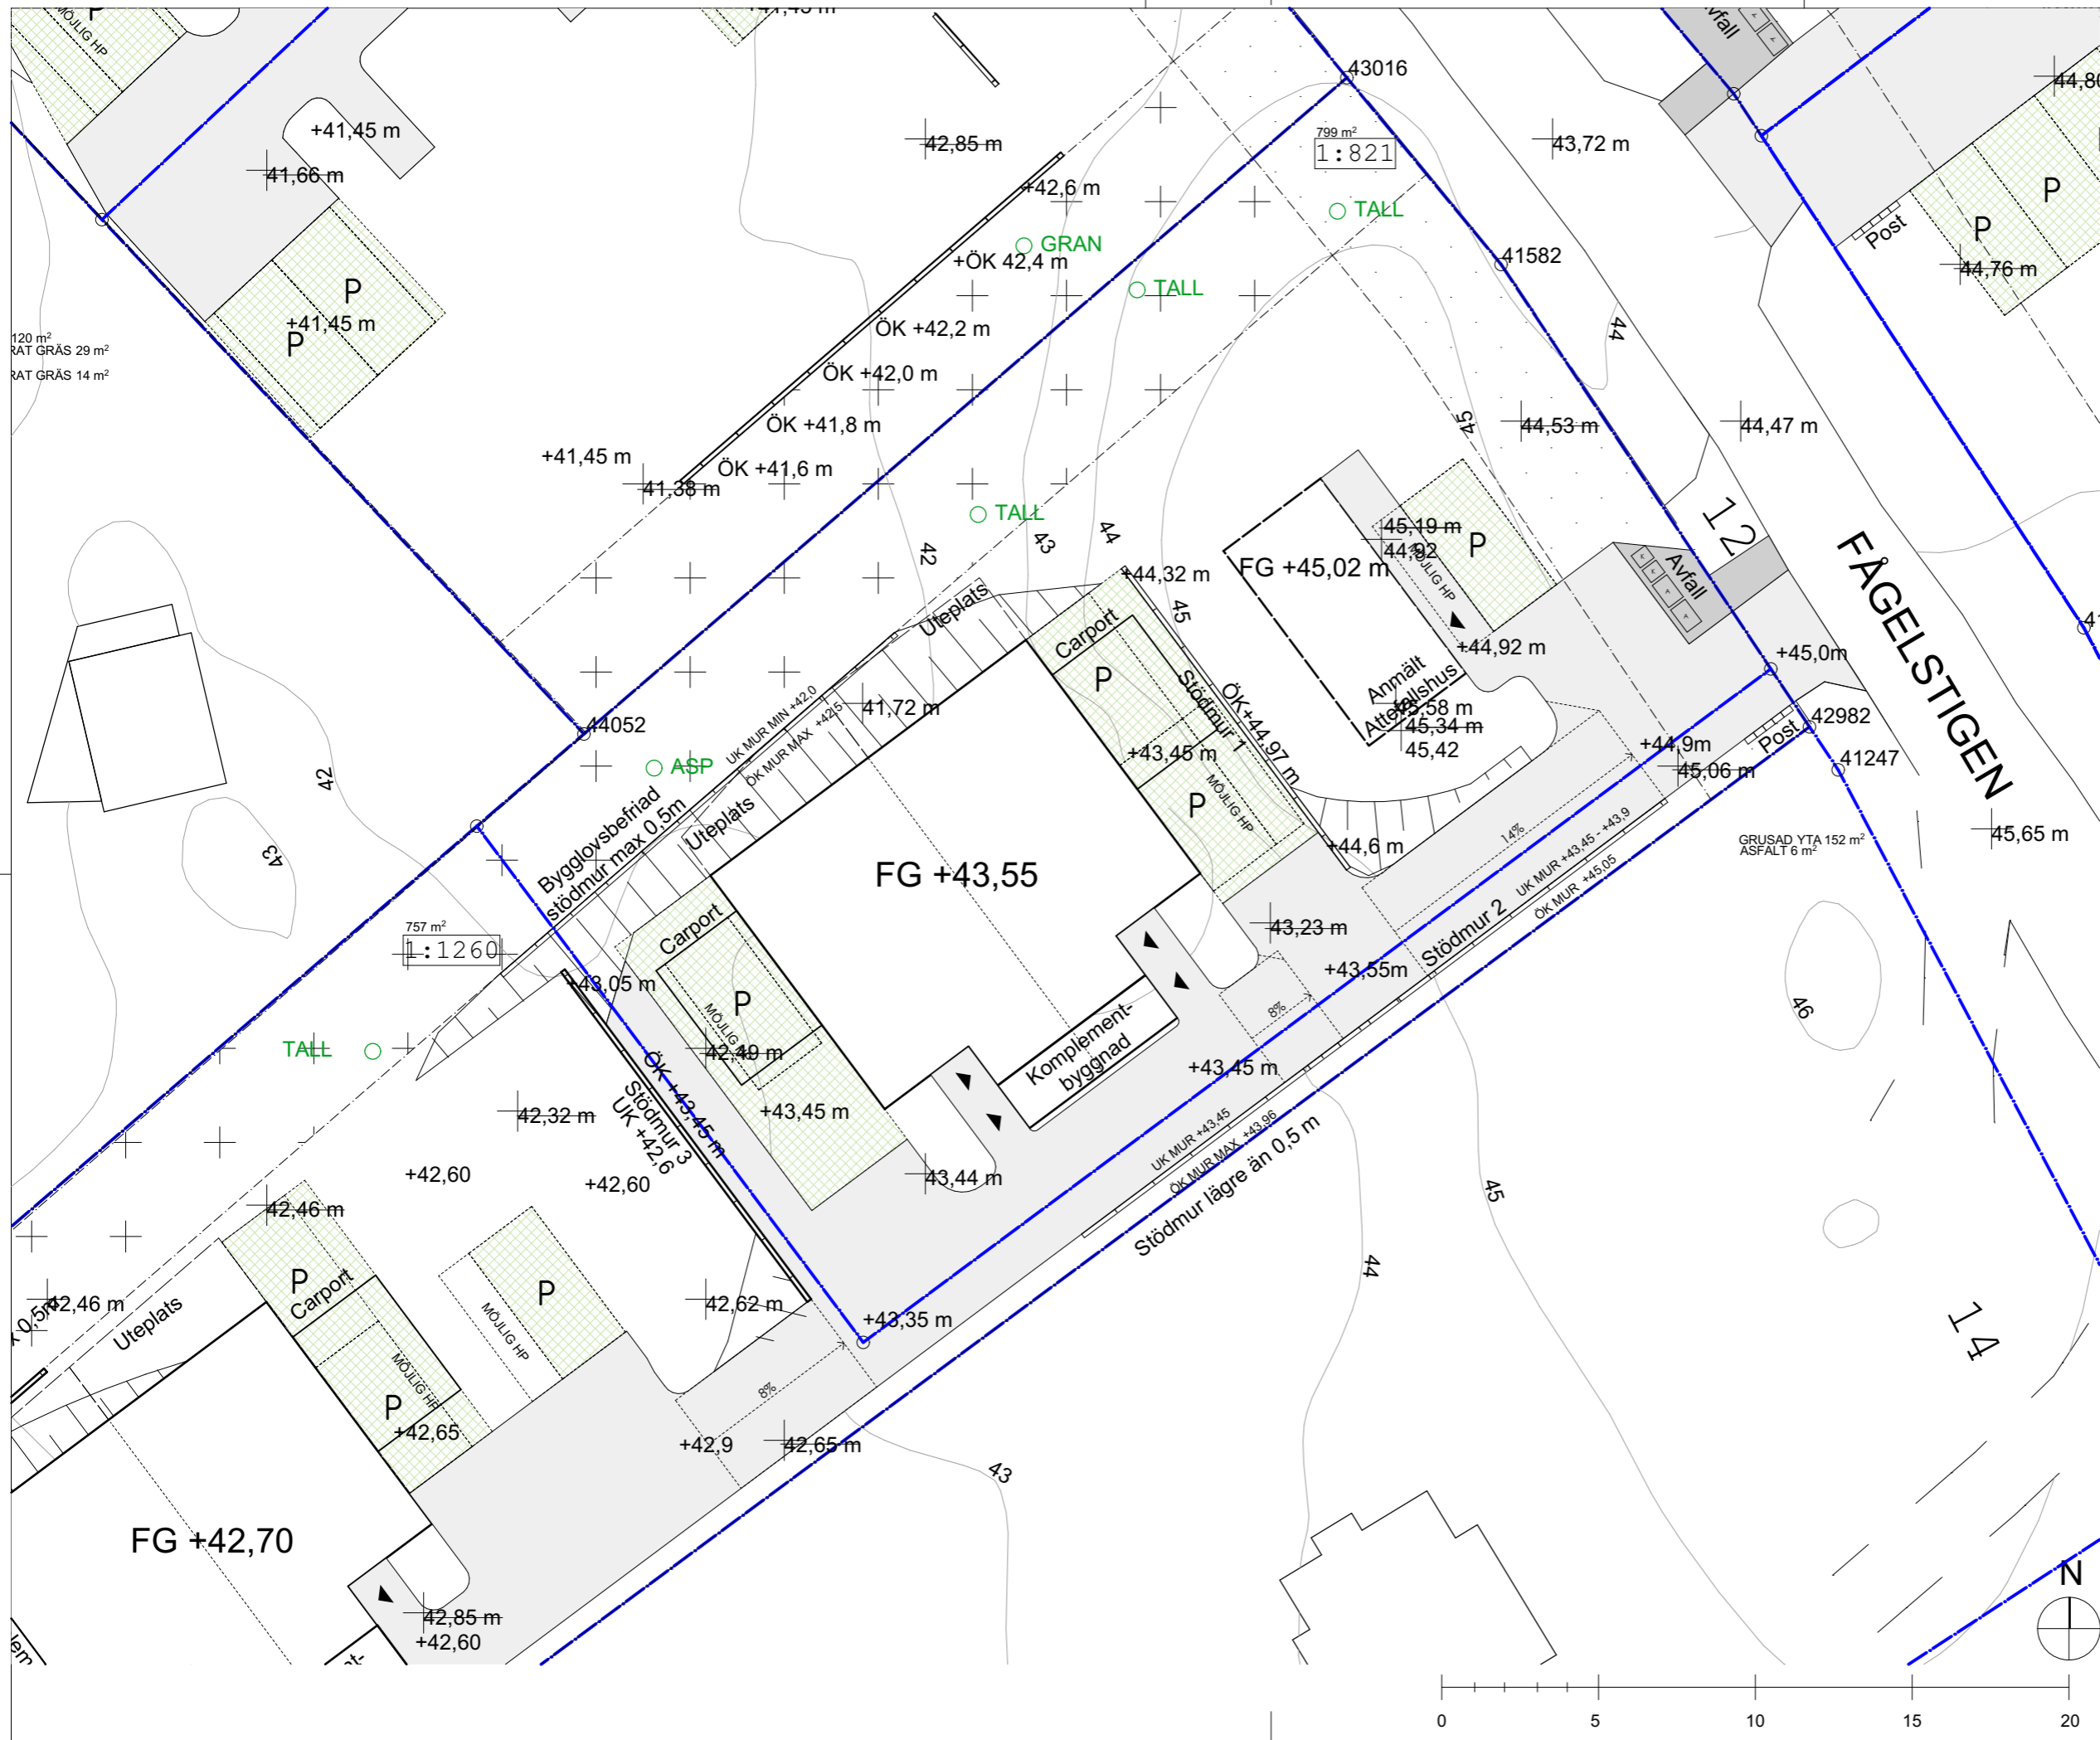 P
MÖJLIG HP
+41,45 m
41,66 m
42,85 m
43016
799 m²
1:821
43,72 m
Avfall
P
P
Post
44,76 m
+42,6 m
GRAN
+ÖK 42,4 m
TALL
TALL
41582
44
P
+41,45 m
P
120 m²
RAT GRÄS 29 m²
RAT GRÄS 14 m²
ÖK +42,2 m
ÖK +42,0 m
ÖK +41,8 m
ÖK +41,6 m
+41,45 m
41,38 m
TALL
42
43
44
45
44,53 m
44,47 m
12
FÅGELSTIGEN
45,19 m
44,92
P
MÖJLIG HP
FG +45,02 m
Avfall
+44,92 m
+44,32 m
45
Uteplats
Carport
P
Stödmur 1
ÖK+44,97 m
Anmält
Attefallshus
45,58 m
45,34 m
45,42
+45,0m
42982
Post
41247
+44,9m
45,06 m
44052
ASP
UK MUR MIN +42,0
ÖK MUR MAX +42,5
41,72 m
+43,45 m
P
MÖJLIG HP
Bygglovsbefriad
stödmur max 0,5m
Uteplats
42
43
FG +43,55
+44,6 m
14%
UK MUR +43,45 - +43,9
ÖK MUR +45,05
GRUSAD YTA 152 m²
ASFALT 6 m²
45,65 m
757 m²
1:1260
+43,05 m
Carport
P
MÖJLIG HP
42,49 m
43,23 m
+43,55m
Stödmur 2
8%
46
TALL
Komplement-
byggnad
+43,45 m
ÖK +43,45 m
Stödmur 3
UK +42,6
+43,45 m
42,32 m
+42,60
+42,60
43,44 m
UK MUR +43,45
ÖK MUR MAX +43,96
Stödmur lägre än 0,5 m
45
44
42,46 m
P
Carport
MÖJLIG HP
P
+42,65
P
MÖJLIG HP
42,62 m
+43,35 m
8%
42,46 m
x 0,5m
Uteplats
+42,9
42,65 m
43
14
FG +42,70
42,85 m
+42,60
N
0 5 10 15 20